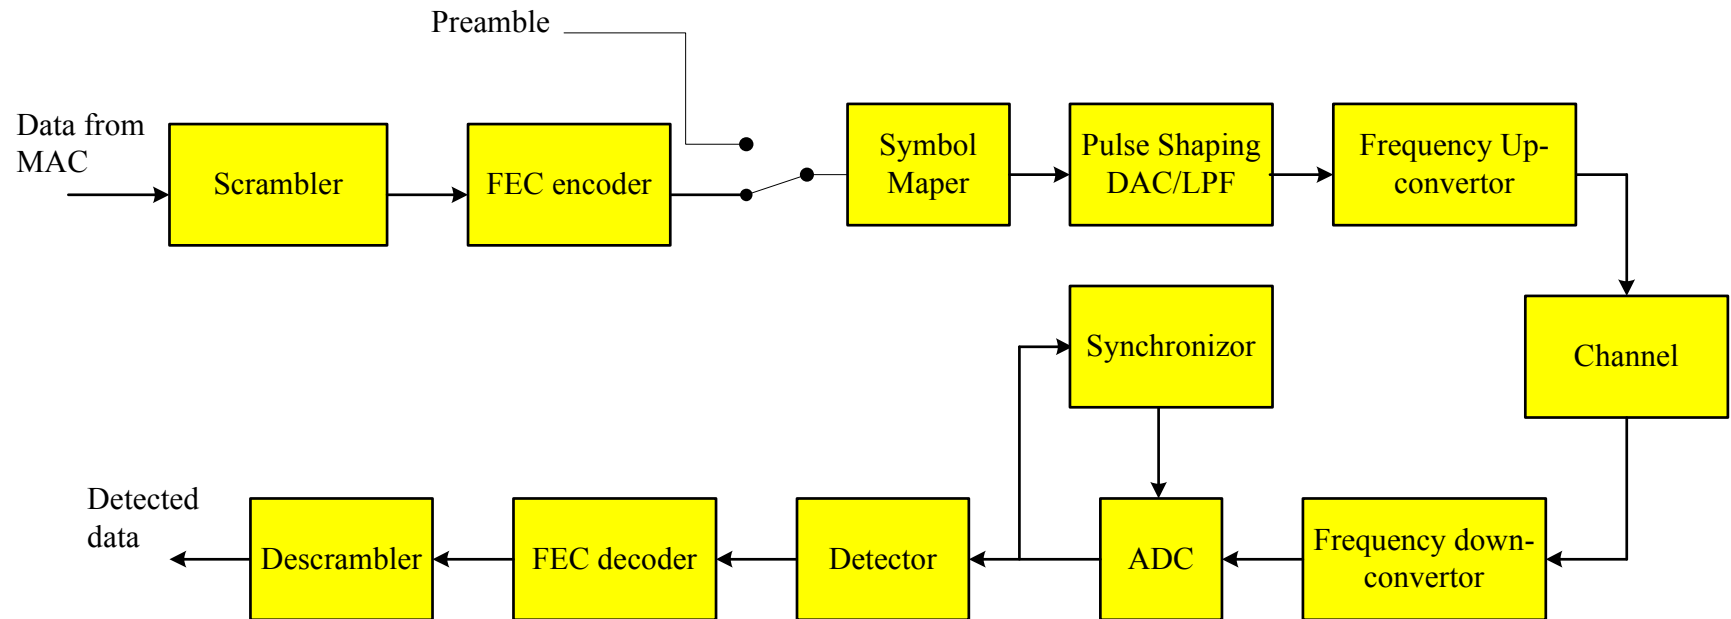 Preamble
Data from
MAC
Scrambler
FEC encoder
Symbol
Maper
Pulse Shaping
DAC/LPF
Frequency Up-
convertor
Synchronizor
Channel
Detected
data
Descrambler
FEC decoder
Detector
ADC
Frequency down-
convertor